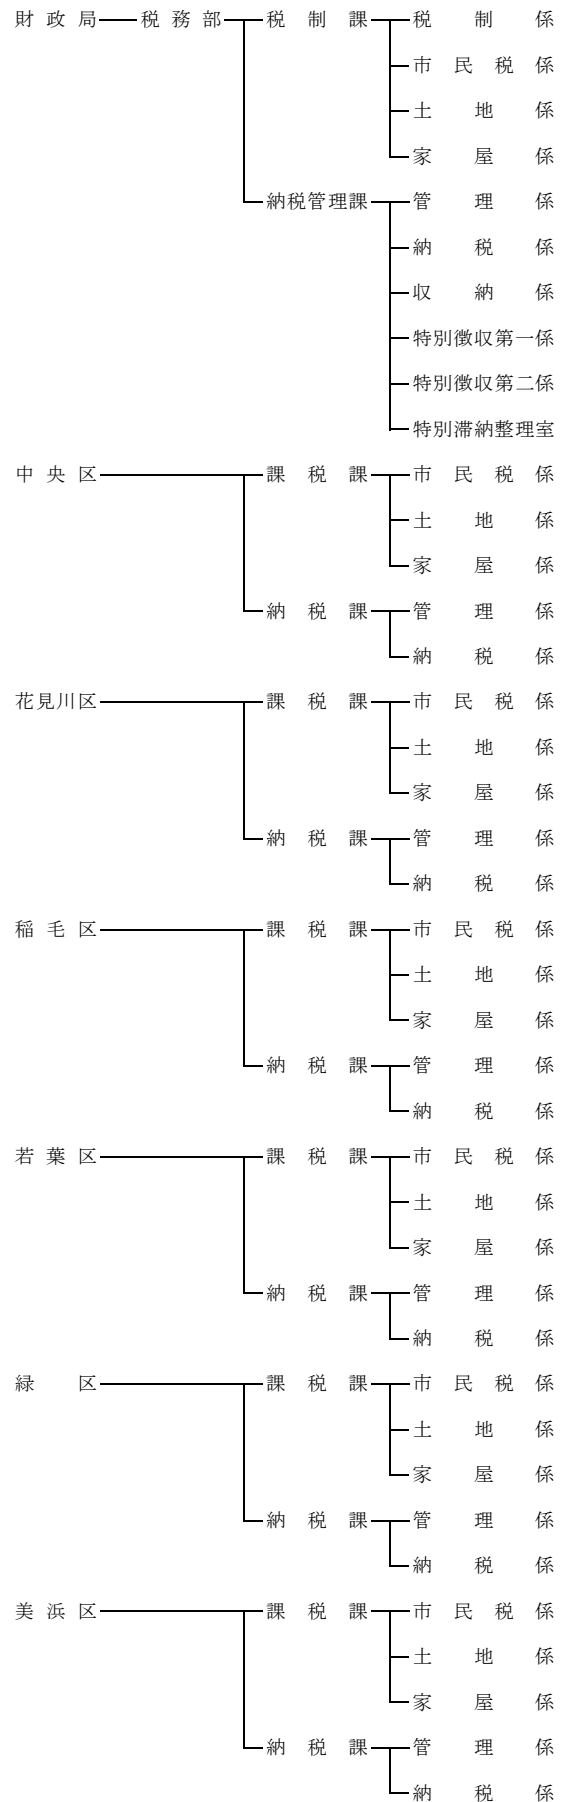 財政局 税務部 税制課 税制係
市民税係
土地係
家屋係
納税管理課 管理係
納税係
収納係
特別徴収第一係
特別徴収第二係
特別滞納整理室
中央区 課税課 市民税係
土地係
家屋係
納税課 管理係
納税係
花見川区 課税課 市民税係
土地係
家屋係
納税課 管理係
納税係
稲毛区 課税課 市民税係
土地係
家屋係
納税課 管理係
納税係
若葉区 課税課 市民税係
土地係
家屋係
納税課 管理係
納税係
緑区 課税課 市民税係
土地係
家屋係
納税課 管理係
納税係
美浜区 課税課 市民税係
土地係
家屋係
納税課 管理係
納税係